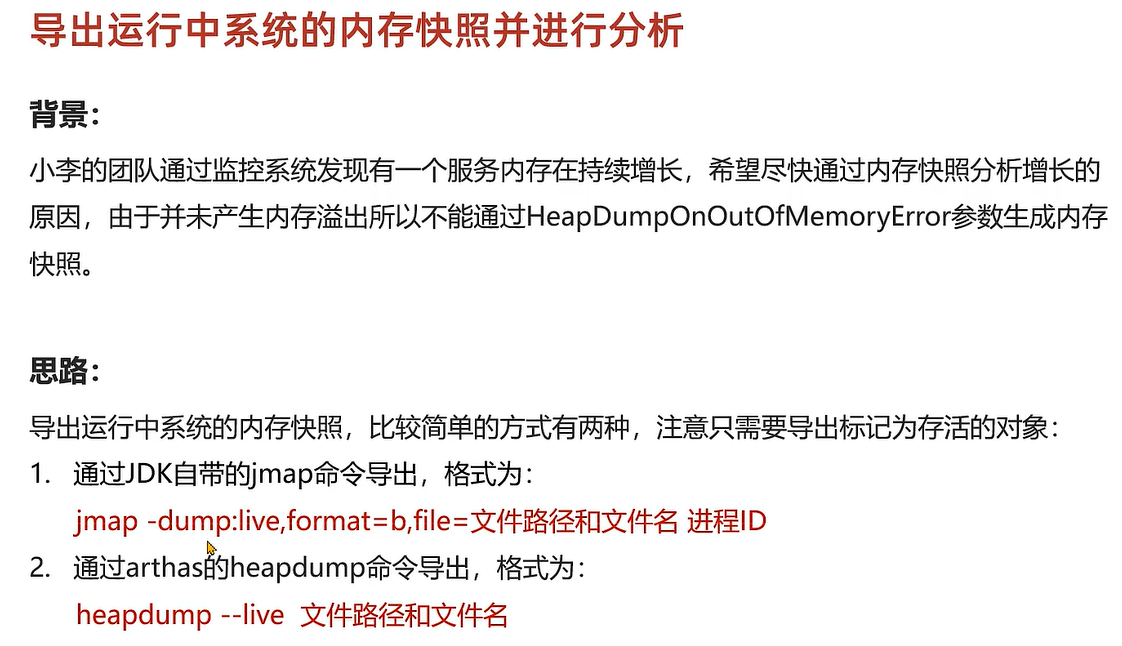 导出运行中系统的内存快照并进行分析
背景：
小李的团队通过监控系统发现有一个服务内存在持续增长，希望尽快通过内存快照分析增长的
原因，由于并未产生内存溢出所以不能通过HeapDumpOnOutOfMemoryError参数生成内存
快照。
思路：
导出运行中系统的内存快照，比较简单的方式有两种，注意只需要导出标记为存活的对象：
1. 通过JDK自带的jmap命令导出，格式为：
jmap -dump:live,format=b,file=文件路径和文件名 进程ID
2. 通过arthas的heapdump命令导出，格式为：
heapdump --live 文件路径和文件名